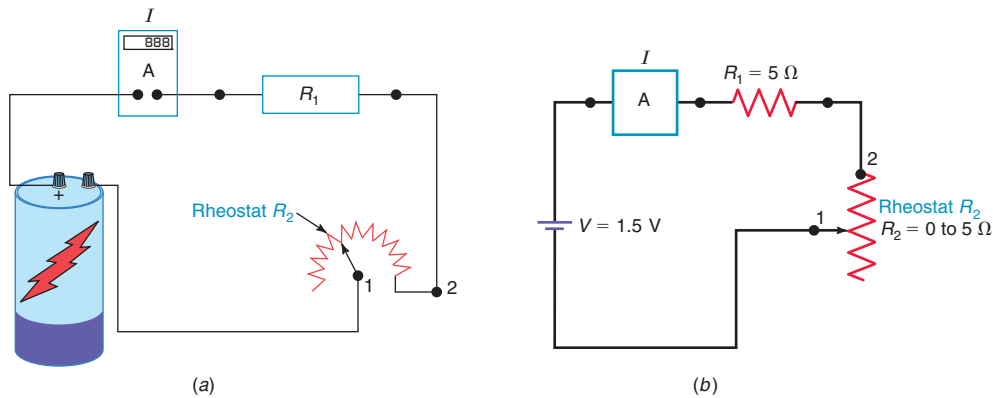 I
888
A
R1
+
Rheostat R2
1
2
(a)
I
A
R1 = 5 Ω
2
Rheostat R2
R2 = 0 to 5 Ω
1
V = 1.5 V
(b)